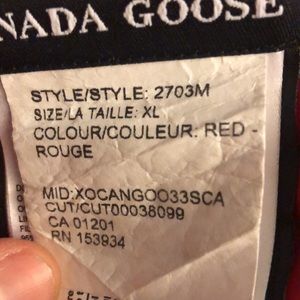 NADA GOOSE
STYLE/STYLE: 2703M
SIZE/LA TAILLE: XL
COLOUR/COULEUR: RED -
ROUGE
MID:XOCANGOO33SCA
CUT/CUT00038099
CA 01201
RN 153934